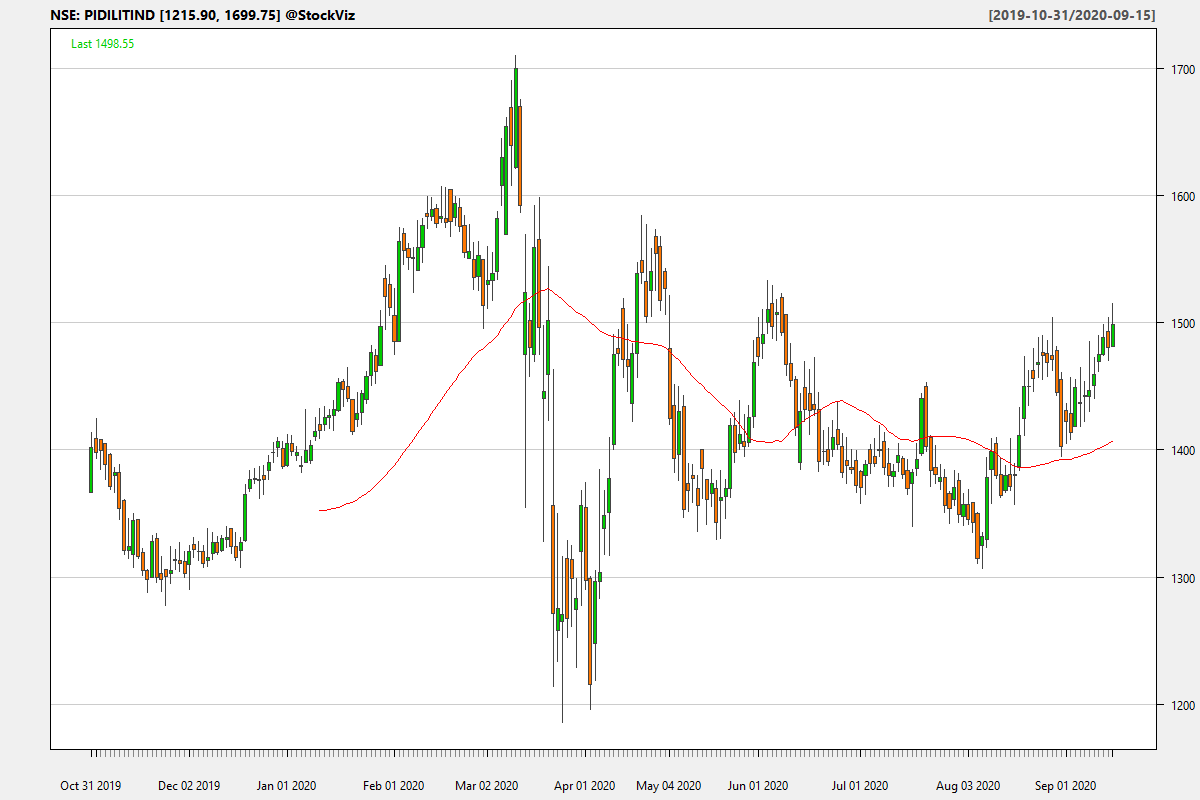 NSE: PIDILITIND [1215.90, 1699.75] @StockViz [2019-10-31/2020-09-15]
Last 1498.55
1700
1600
1500
1400
1300
1200
Oct 31 2019 Dec 02 2019 Jan 01 2020 Feb 01 2020 Mar 02 2020 Apr 01 2020 May 04 2020 Jun 01 2020 Jul 01 2020 Aug 03 2020 Sep 01 2020